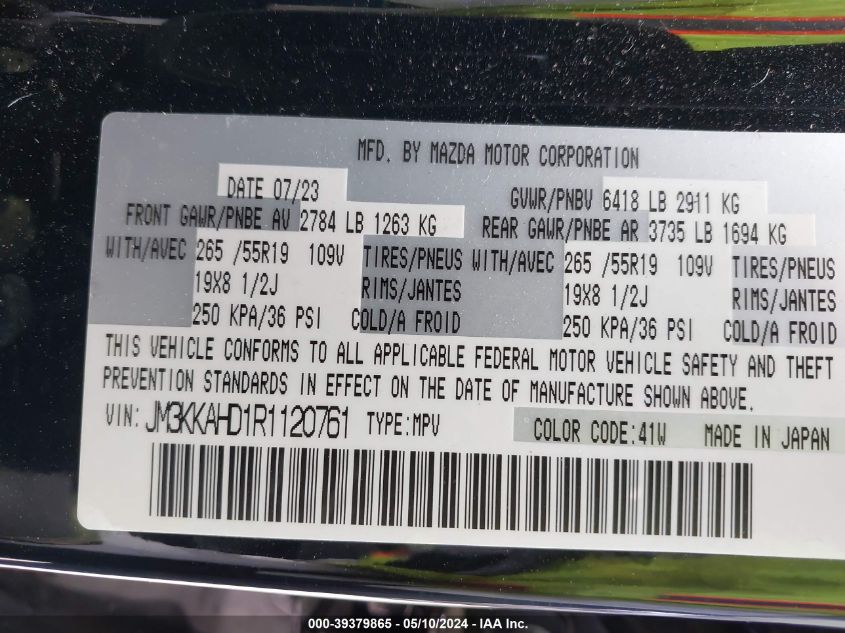 MFD. BY MAZDA MOTOR CORPORATION
DATE 07/23 GVWR/PNBV 6418 LB 2911 KG
FRONT GAWR/PNBE AV 2784 LB 1263 KG REAR GAWR/PNBE AR 3735 LB 1694 KG
WITH/AVEC 265 /55R19 109V TIRES/PNEUS WITH/AVEC 265 /55R19 109V TIRES/PNEUS
19X8 1/2J RIMS/JANTES 19X8 1/2J RIMS/JANTES
250 KPA/36 PSI COLD/A FROID 250 KPA/36 PSI COLD/A FROID
THIS VEHICLE CONFORMS TO ALL APPLICABLE FEDERAL MOTOR VEHICLE SAFETY AND THEFT
PREVENTION STANDARDS IN EFFECT ON THE DATE OF MANUFACTURE SHOWN ABOVE.
VIN: JM3KKAHD1R1120761 TYPE:MPV COLOR CODE:41W MADE IN JAPAN
000-39379865 - 05/10/2024 - IAA Inc.